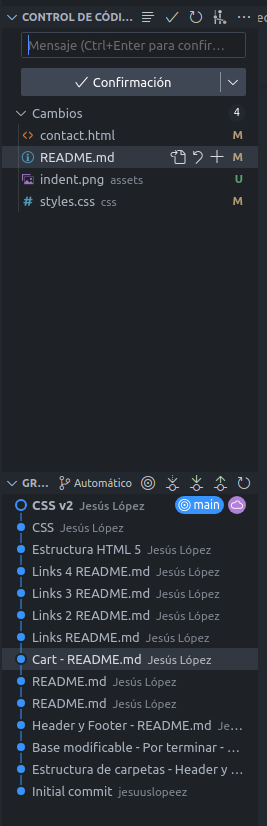 CONTROL DE CÓDI...
Mensaje (Ctrl+Enter para confir...
Confirmación
Cambios 4
contact.html M
README.md M
indent.png assets U
styles.css css M
GR... Automático
CSS v2 Jesús López main
CSS Jesús López
Estructura HTML 5 Jesús López
Links 4 README.md Jesús López
Links 3 README.md Jesús López
Links 2 README.md Jesús López
Links README.md Jesús López
Cart - README.md Jesús López
README.md Jesús López
README.md Jesús López
Header y Footer - README.md Je...
Base modificable - Por terminar - ...
Estructura de carpetas - Header y ...
Initial commit jesuuslopeez